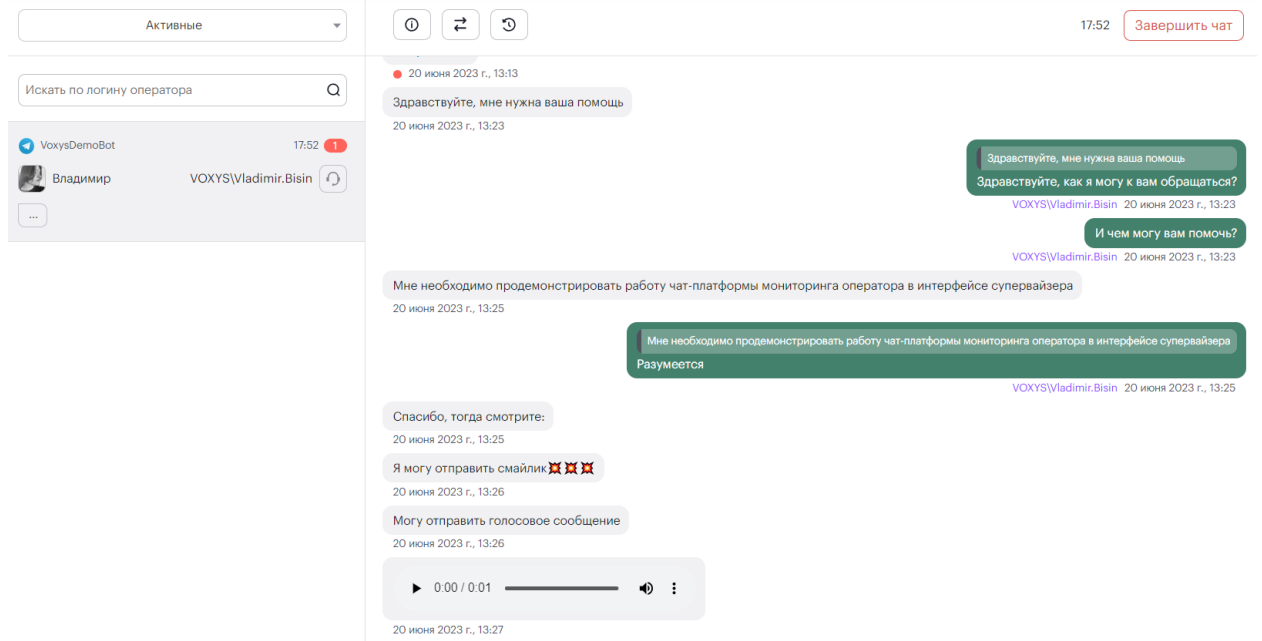 Активные
Искать по логину оператора
VoxysDemoBot 17:52 1
Владимир VOXYS\Vladimir.Bisin
...
17:52 Завершить чат
20 июня 2023 г., 13:13
Здравствуйте, мне нужна ваша помощь
20 июня 2023 г., 13:23
Здравствуйте, мне нужна ваша помощь
Здравствуйте, как я могу к вам обращаться?
VOXYS\Vladimir.Bisin 20 июня 2023 г., 13:23
И чем могу вам помочь?
VOXYS\Vladimir.Bisin 20 июня 2023 г., 13:23
Мне необходимо продемонстрировать работу чат-платформы мониторинга оператора в интерфейсе супервайзера
20 июня 2023 г., 13:25
Мне необходимо продемонстрировать работу чат-платформы мониторинга оператора в интерфейсе супервайзера
Разумеется
VOXYS\Vladimir.Bisin 20 июня 2023 г., 13:25
Спасибо, тогда смотрите:
20 июня 2023 г., 13:25
Я могу отправить смайлик💥💥💥
20 июня 2023 г., 13:26
Могу отправить голосовое сообщение
20 июня 2023 г., 13:26
0:00 / 0:01
20 июня 2023 г., 13:27